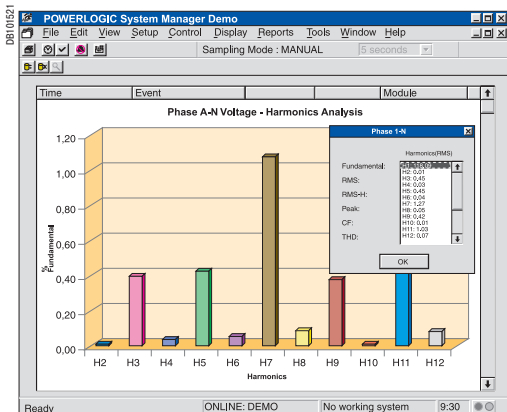 DB101521
POWERLOGIC System Manager Demo
File Edit View Setup Control Display Reports Tools Window Help
Sampling Mode : MANUAL
5 seconds
Time
Event
Module
Phase A-N Voltage - Harmonics Analysis
1,20
1,00
0,80
0,60
0,40
0,20
0,00
% Fundamental
H2 H3 H4 H5 H6 H7 H8 H9 H10 H11 H12
Harmonics
Phase 1-N
Harmonics(RMS)
Fundamental:
RMS:
RMS-H:
Peak:
CF:
THD:
H2: 0.01
H3: 0,45
H4: 0.03
H5: 0.45
H6: 0,04
H7: 1.27
H8: 0.05
H9: 0,42
H10: 0.01
H11: 1.03
H12: 0,07
OK
Ready
ONLINE: DEMO
No working system
9:30